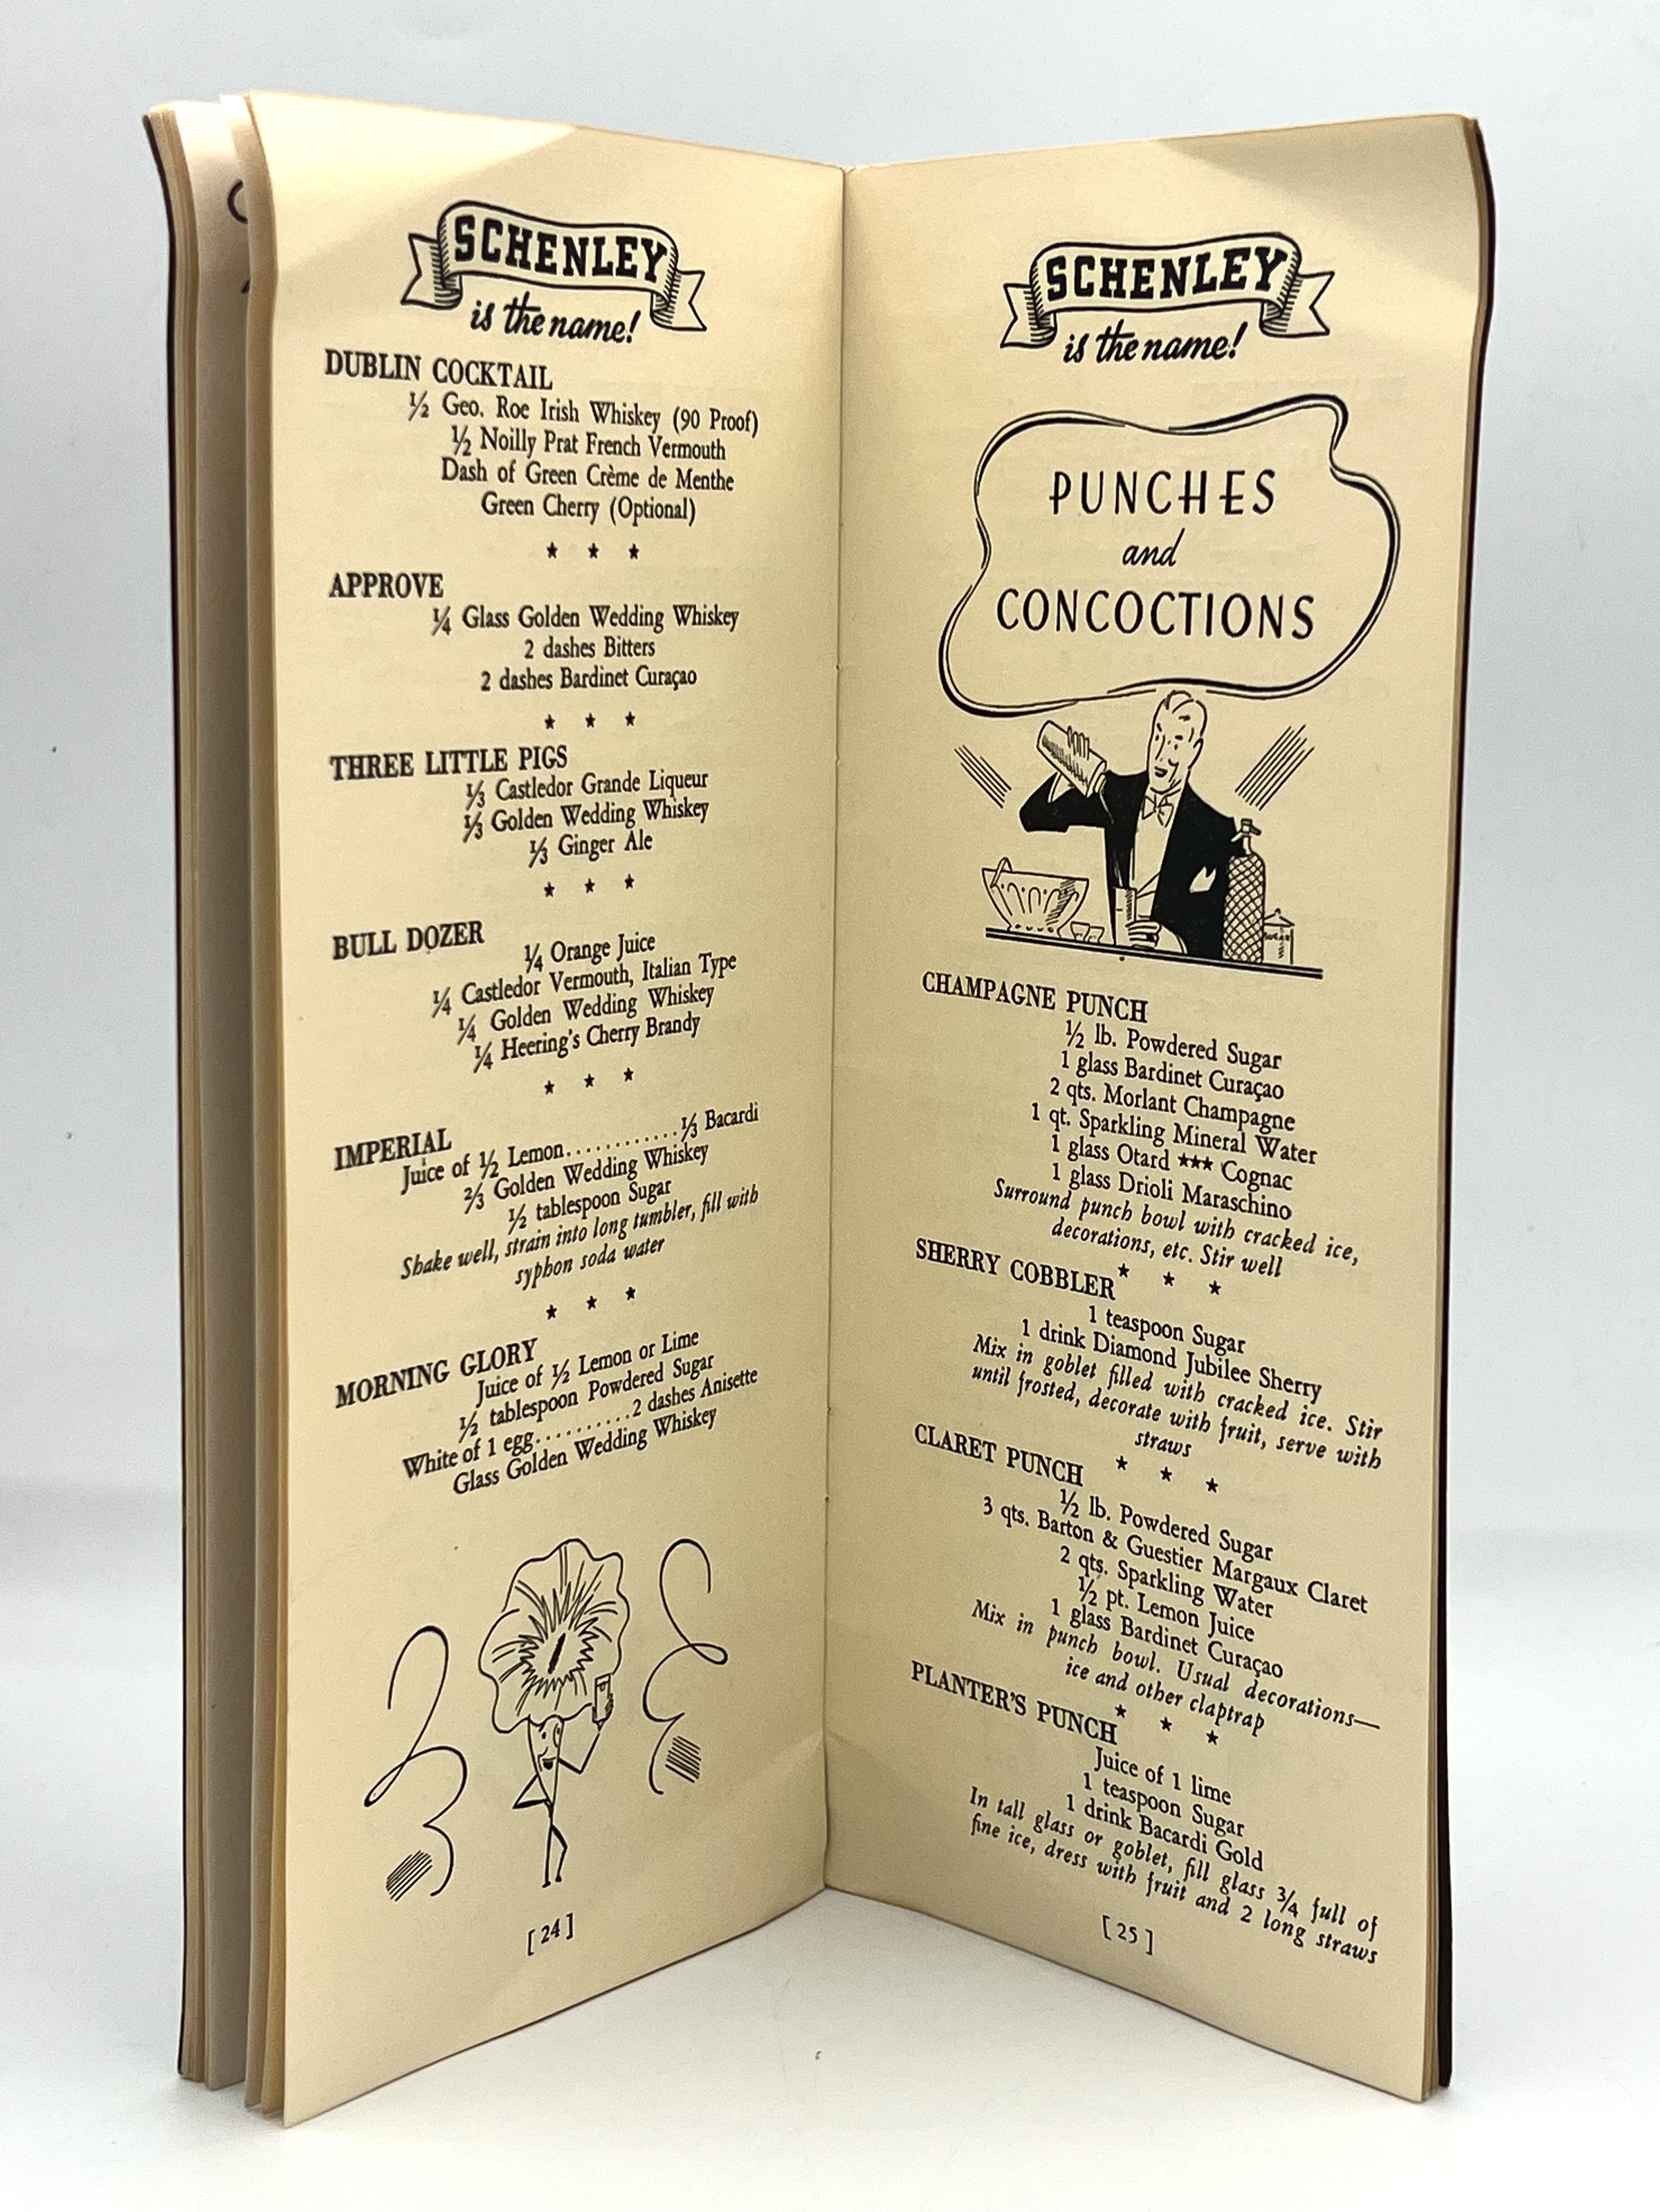 SCHENLEY
is the name!
DUBLIN COCKTAIL
½ Geo. Roe Irish Whiskey (90 Proof)
½ Noilly Prat French Vermouth
Dash of Green Crème de Menthe
Green Cherry (Optional)
★ ★ ★
APPROVE
¼ Glass Golden Wedding Whiskey
2 dashes Bitters
2 dashes Bardinet Curaçao
★ ★ ★
THREE LITTLE PIGS
⅓ Castledor Grande Liqueur
⅓ Golden Wedding Whiskey
⅓ Ginger Ale
★ ★ ★
BULL DOZER
¼ Orange Juice
¼ Castledor Vermouth, Italian Type
¼ Golden Wedding Whiskey
¼ Heering's Cherry Brandy
★ ★ ★
IMPERIAL
Juice of ½ Lemon............⅓ Bacardi
⅔ Golden Wedding Whiskey
½ tablespoon Sugar
Shake well, strain into long tumbler, fill with
syphon soda water
★ ★ ★
MORNING GLORY
Juice of ½ Lemon or Lime
½ tablespoon Powdered Sugar
White of 1 egg..........2 dashes Anisette
Glass Golden Wedding Whiskey
[ 24 ]
SCHENLEY
is the name!
PUNCHES
and
CONCOCTIONS
SUGAR
CHAMPAGNE PUNCH
½ lb. Powdered Sugar
1 glass Bardinet Curaçao
2 qts. Morlant Champagne
1 qt. Sparkling Mineral Water
1 glass Otard ★★★ Cognac
1 glass Drioli Maraschino
Surround punch bowl with cracked ice,
decorations, etc. Stir well
★ ★ ★
SHERRY COBBLER
1 teaspoon Sugar
1 drink Diamond Jubilee Sherry
Mix in goblet filled with cracked ice. Stir
until frosted, decorate with fruit, serve with
straws
★ ★ ★
CLARET PUNCH
½ lb. Powdered Sugar
3 qts. Barton & Guestier Margaux Claret
2 qts. Sparkling Water
½ pt. Lemon Juice
1 glass Bardinet Curaçao
Mix in punch bowl. Usual decorations—
ice and other claptrap
★ ★ ★
PLANTER'S PUNCH
Juice of 1 lime
1 teaspoon Sugar
1 drink Bacardi Gold
In tall glass or goblet, fill glass ¾ full of
fine ice, dress with fruit and 2 long straws
[ 25 ]